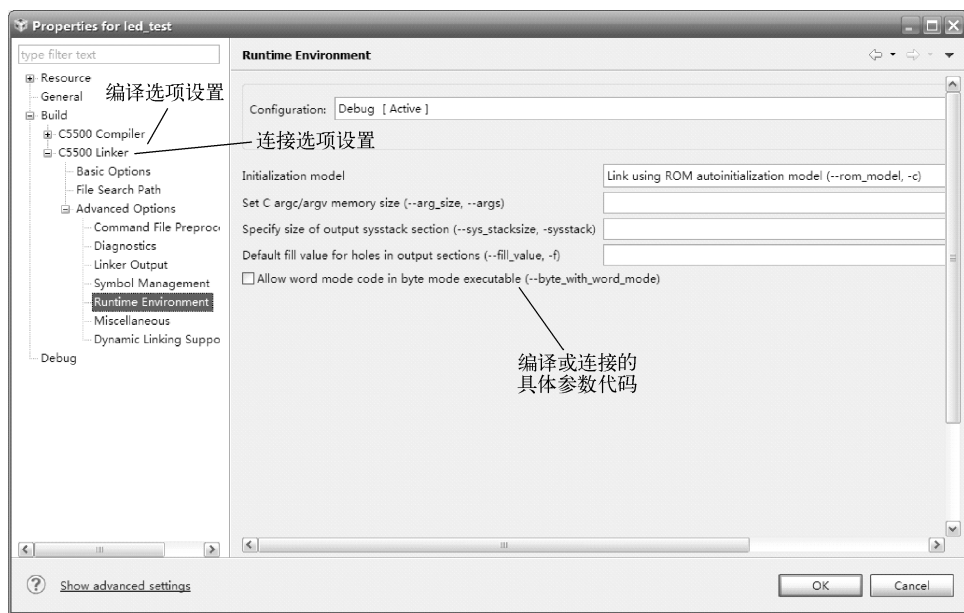 Properties for led_test
type filter text
Resource
General
Build
C5500 Compiler
C5500 Linker
Basic Options
File Search Path
Advanced Options
Command File Preproc
Diagnostics
Linker Output
Symbol Management
Runtime Environment
Miscellaneous
Dynamic Linking Suppo
Debug
编译选项设置
连接选项设置
Runtime Environment
Configuration: Debug [ Active ]
Initialization model Link using ROM autoinitialization model (--rom_model, -c)
Set C argc/argv memory size (--arg_size, --args)
Specify size of output sysstack section (--sys_stacksize, -sysstack)
Default fill value for holes in output sections (--fill_value, -f)
Allow word mode code in byte mode executable (--byte_with_word_mode)
编译或连接的
具体参数代码
Show advanced settings
OK Cancel